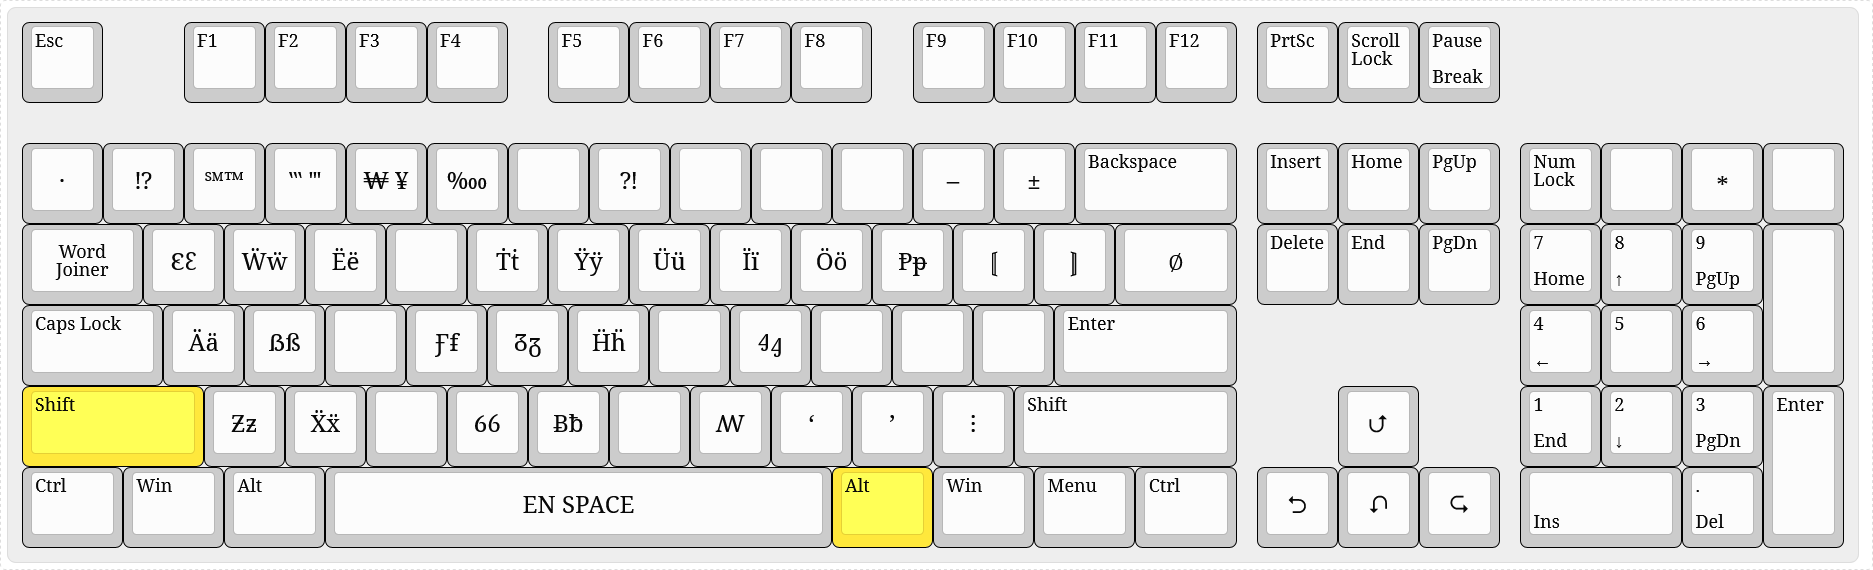 Esc F1 F2 F3 F4 F5 F6 F7 F8 F9 F10 F11 F12 PrtSc Scroll Lock Pause Break
· ⁉ ℠™ ‷ ‴ ₩ ¥ ‱ ⁈ – ± Backspace Insert Home PgUp Num Lock *
Word Joiner Ẅẅ Ëë Ṫṫ Ÿÿ Üü Ïï Öö Ᵽᵽ ⟦ ⟧ ∅ Delete End PgDn 7 Home 8 ↑ 9 PgUp
Caps Lock Ää ẞß Ḧḧ Enter 4 ← 5 6 → 
Shift Ƶƶ Ẍẍ Ƀƀ ‘ ’ ⋮ Shift ⮍ 1 End 2 ↓ 3 PgDn Enter
Ctrl Win Alt EN SPACE Alt Win Menu Ctrl ⮌ ⮏ ⮎ Ins . Del